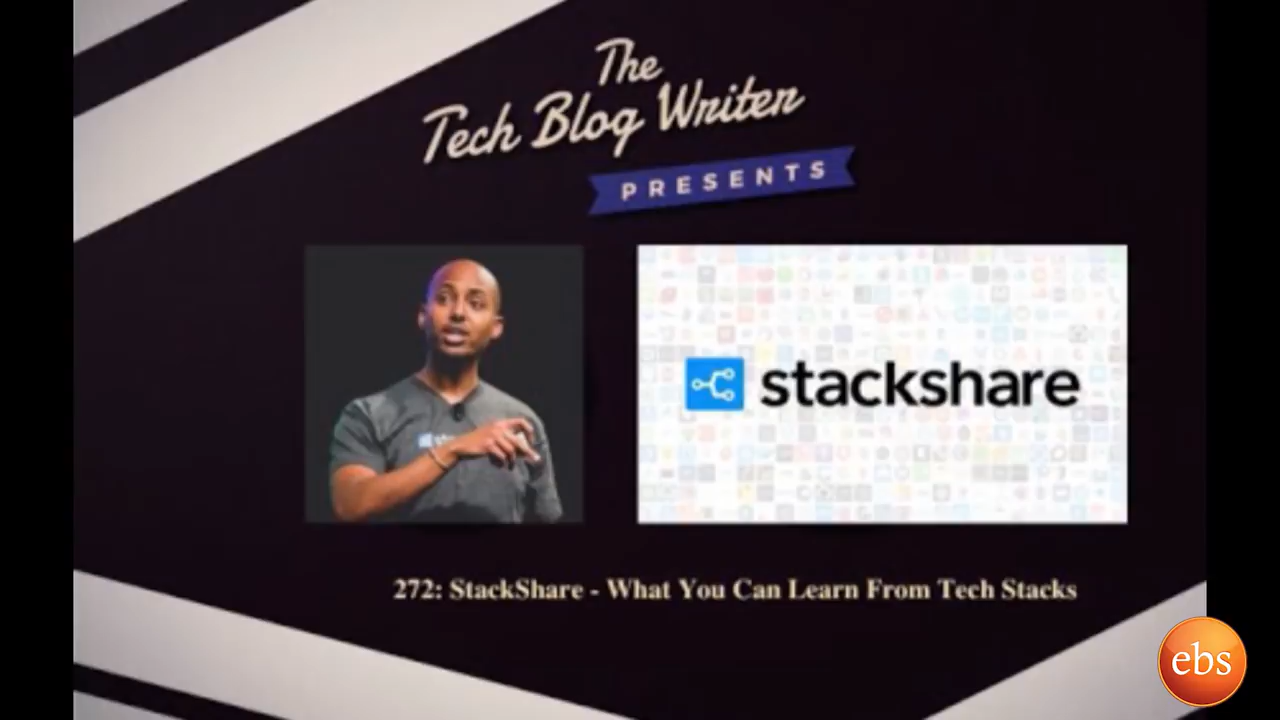 The
Tech Blog Writer
PRESENTS
stackshare
272: StackShare - What You Can Learn From Tech Stacks
ebs